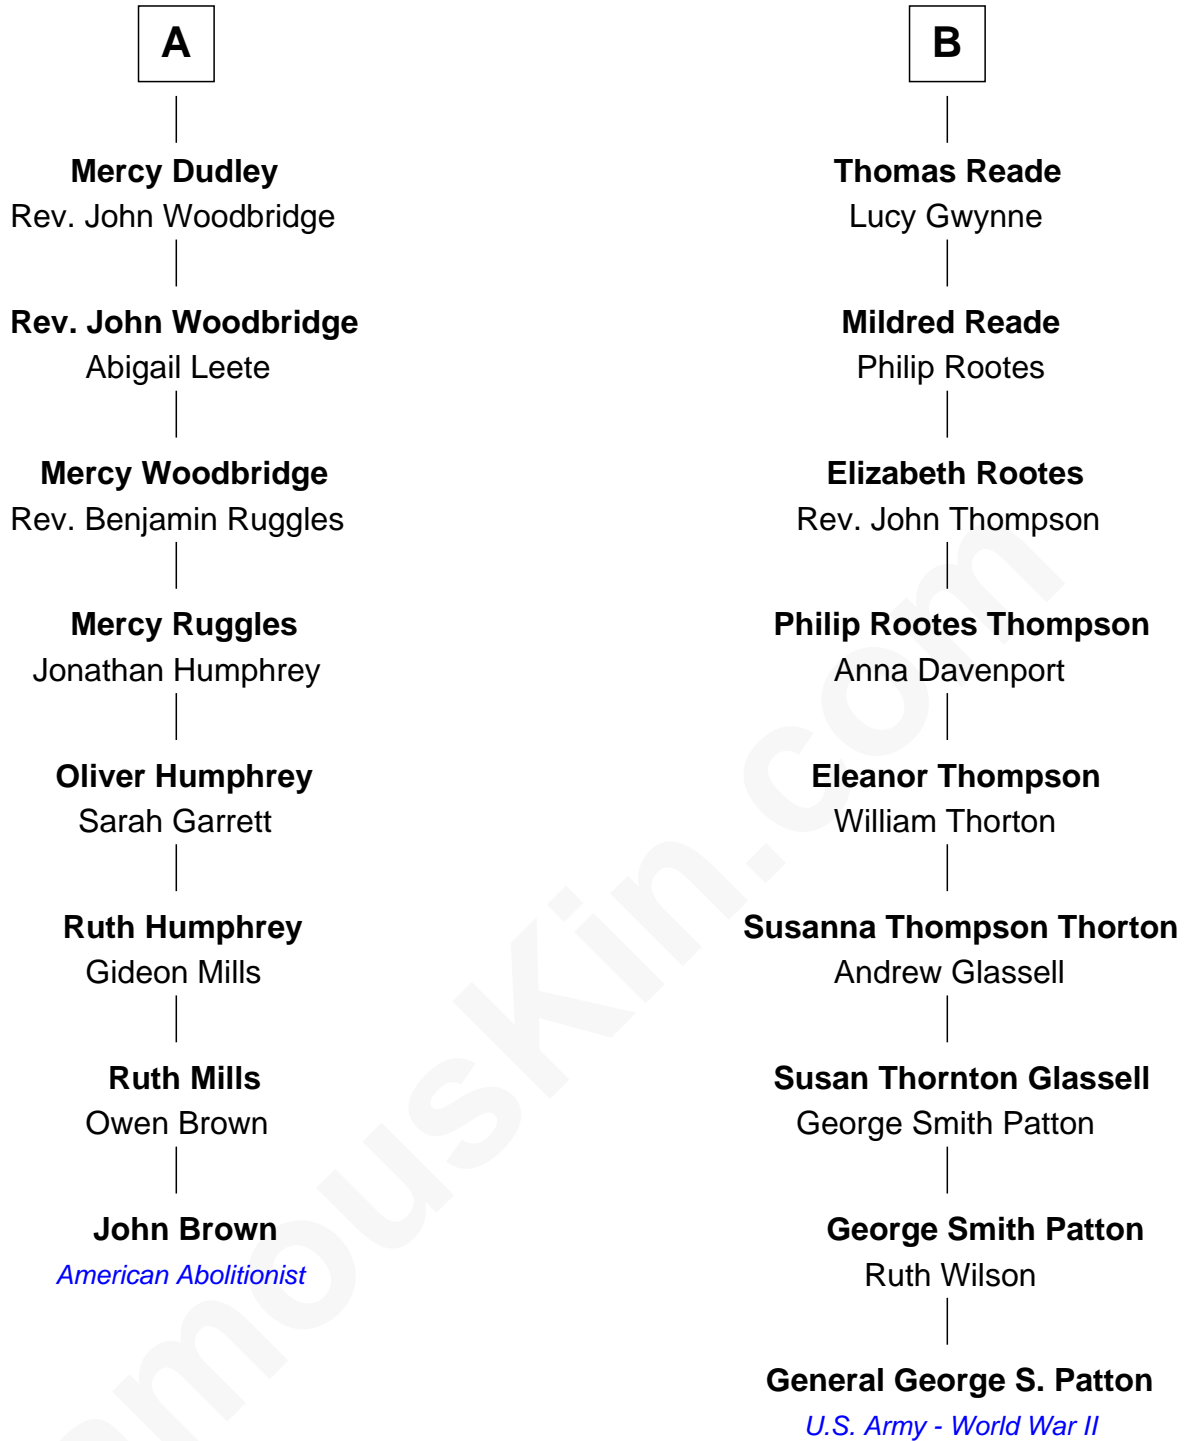 A
Mercy Dudley
Rev. John Woodbridge
Rev. John Woodbridge
Abigail Leete
Mercy Woodbridge
Rev. Benjamin Ruggles
Mercy Ruggles
Jonathan Humphrey
Oliver Humphrey
Sarah Garrett
Ruth Humphrey
Gideon Mills
Ruth Mills
Owen Brown
John Brown
American Abolitionist
B
Thomas Reade
Lucy Gwynne
Mildred Reade
Philip Rootes
Elizabeth Rootes
Rev. John Thompson
Philip Rootes Thompson
Anna Davenport
Eleanor Thompson
William Thorton
Susanna Thompson Thorton
Andrew Glassell
Susan Thornton Glassell
George Smith Patton
George Smith Patton
Ruth Wilson
General George S. Patton
U.S. Army - World War II
amouskin.com